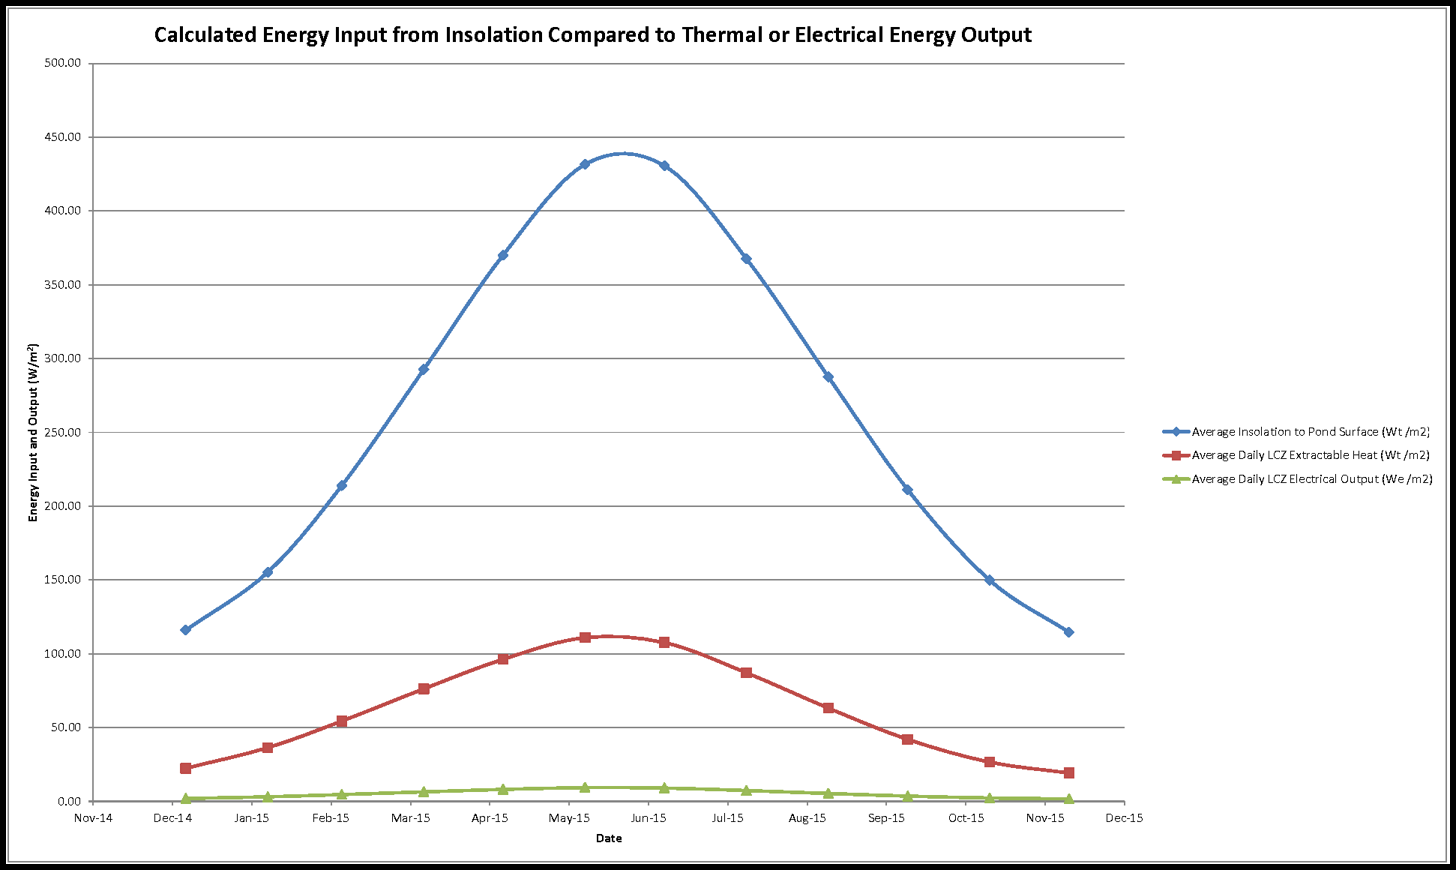 Calculated Energy Input from Insolation Compared to Thermal or Electrical Energy Output
500.00
450.00
400.00
350.00
300.00
250.00
200.00
150.00
100.00
50.00
0.00
Energy Input and Output (W/m²)
Nov-14 Dec-14 Jan-15 Feb-15 Mar-15 Apr-15 May-15 Jun-15 Jul-15 Aug-15 Sep-15 Oct-15 Nov-15 Dec-15
Date
Average Insolation to Pond Surface (Wt /m2)
Average Daily LCZ Extractable Heat (Wt /m2)
Average Daily LCZ Electrical Output (We /m2)